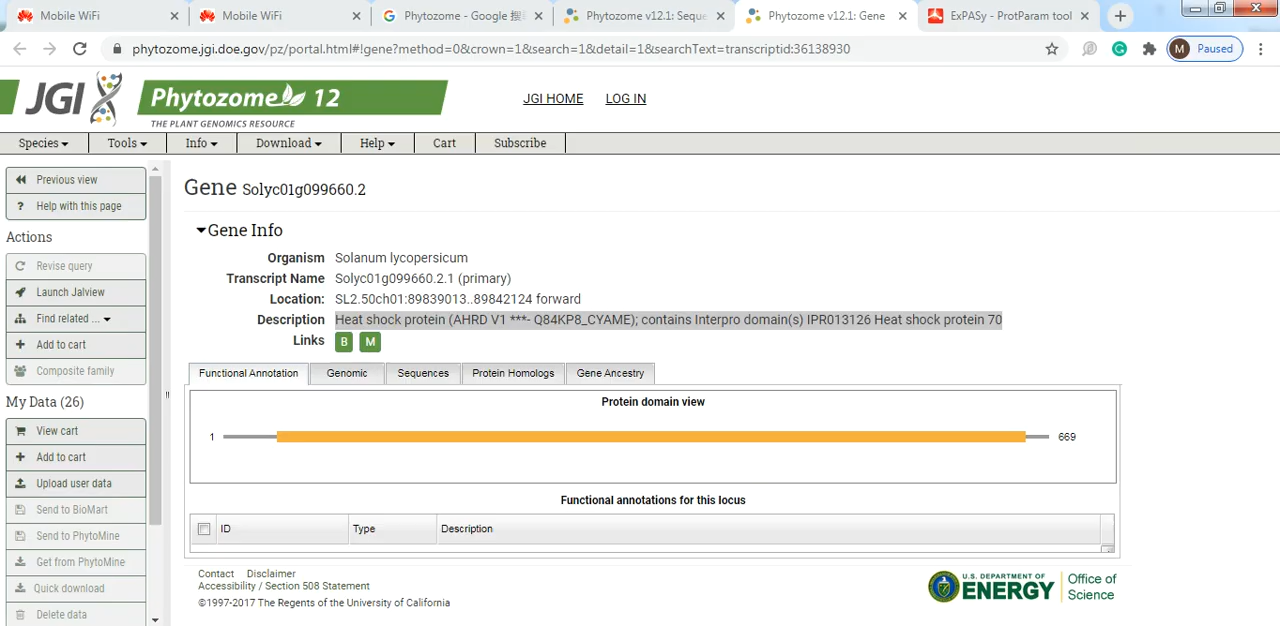 Mobile WiFi
Mobile WiFi
Phytozome - Google 搜
Phytozome v12.1: Seque
Phytozome v12.1: Gene
ExPASy - ProtParam tool
phytozome.jgi.doe.gov/pz/portal.html#!gene?method=0&crown=1&search=1&detail=1&searchText=transcriptid:36138930
M Paused
JGI
Phytozome 12
THE PLANT GENOMICS RESOURCE
JGI HOME
LOG IN
Species
Tools
Info
Download
Help
Cart
Subscribe
Previous view
? Help with this page
Actions
Revise query
Launch Jalview
Find related ...
Add to cart
Composite family
My Data (26)
View cart
Add to cart
Upload user data
Send to BioMart
Send to PhytoMine
Get from PhytoMine
Quick download
Delete data
Gene Solyc01g099660.2
Gene Info
Organism Solanum lycopersicum
Transcript Name Solyc01g099660.2.1 (primary)
Location: SL2.50ch01:89839013..89842124 forward
Description Heat shock protein (AHRD V1 ***- Q84KP8_CYAME); contains Interpro domain(s) IPR013126 Heat shock protein 70
Links B M
Functional Annotation
Genomic
Sequences
Protein Homologs
Gene Ancestry
Protein domain view
1 669
Functional annotations for this locus
ID
Type
Description
Contact Disclaimer
Accessibility / Section 508 Statement
©1997-2017 The Regents of the University of California
U.S. DEPARTMENT OF
ENERGY
Office of
Science